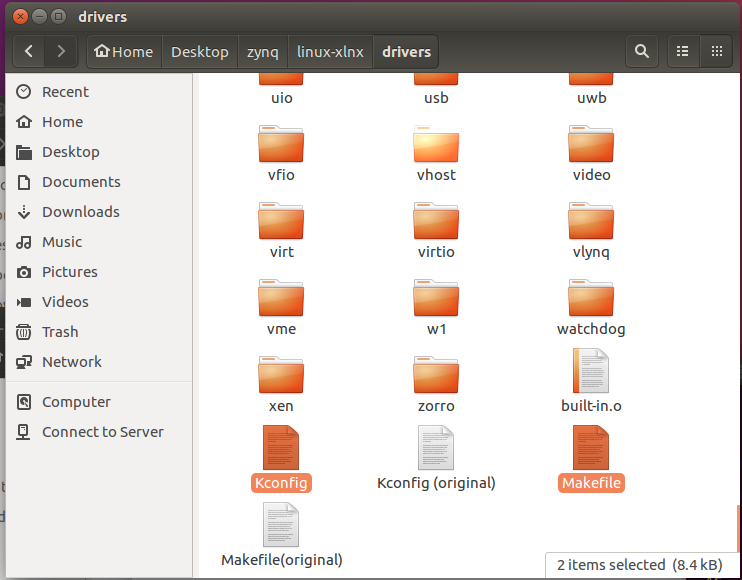 drivers
Home Desktop zynq linux-xlnx drivers
Recent
Home
Desktop
Documents
Downloads
Music
Pictures
Videos
Trash
Network
Computer
Connect to Server
uio usb uwb
vfio vhost video
virt virtio vlynq
vme w1 watchdog
xen zorro built-in.o
Kconfig Kconfig (original) Makefile
Makefile(original)
2 items selected (8.4 kB)